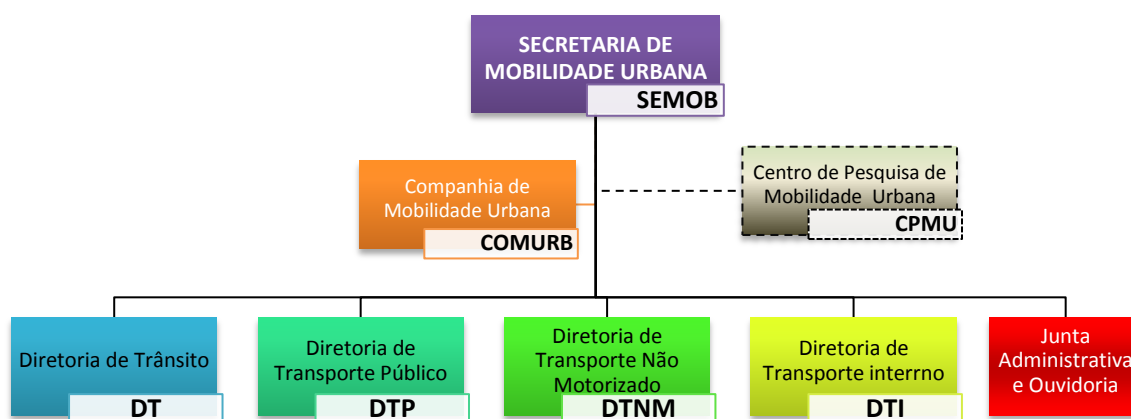 SECRETARIA DE
MOBILIDADE URBANA
SEMOB
Companhia de
Mobilidade Urbana
COMURB
Centro de Pesquisa de
Mobilidade Urbana
CPMU
Diretoria de Trânsito
DT
Diretoria de
Transporte Público
DTP
Diretoria de
Transporte Não
Motorizado
DTNM
Diretoria de
Transporte interrno
DTI
Junta
Administrativa
e Ouvidoria